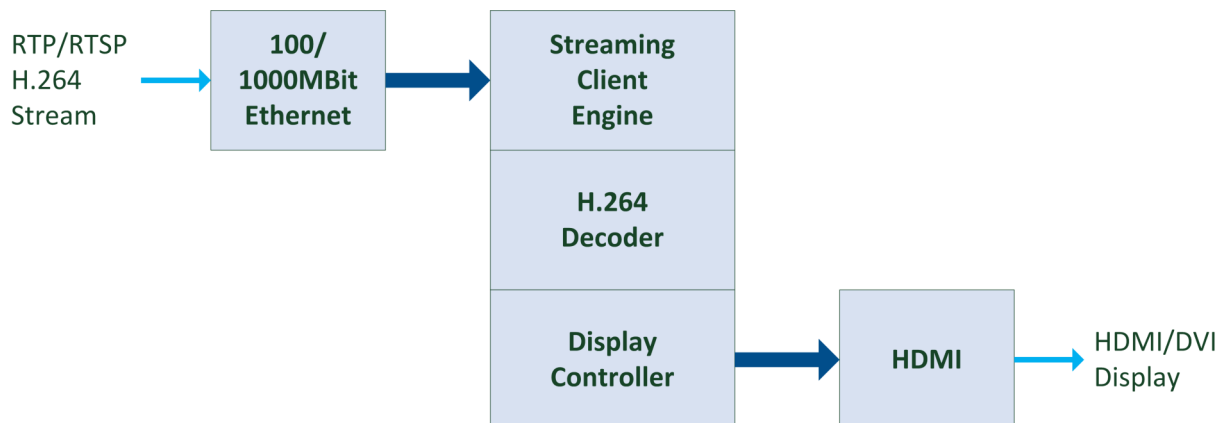 RTP/RTSP
H.264
Stream
100/
1000MBit
Ethernet
Streaming
Client
Engine
H.264
Decoder
Display
Controller
HDMI
HDMI/DVI
Display